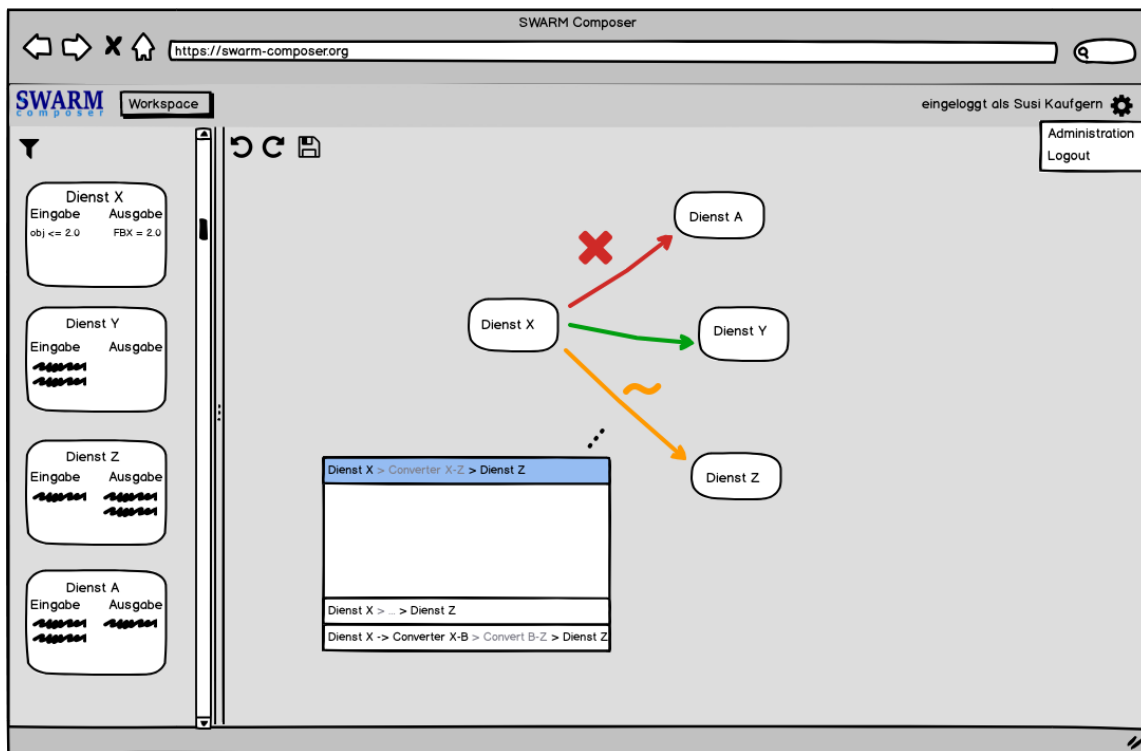 SWARM Composer
https://swarm-composer.org
SWARM
composer
Workspace
eingeloggt als Susi Kaufgern
Administration
Logout
Dienst X
Eingabe Ausgabe
obj <= 2.0 FBX = 2.0
Dienst Y
Eingabe Ausgabe
Dienst Z
Eingabe Ausgabe
Dienst A
Eingabe Ausgabe
Dienst A
Dienst X
Dienst Y
Dienst Z
Dienst X > Converter X-Z > Dienst Z
Dienst X > ... > Dienst Z
Dienst X -> Converter X-B > Convert B-Z > Dienst Z